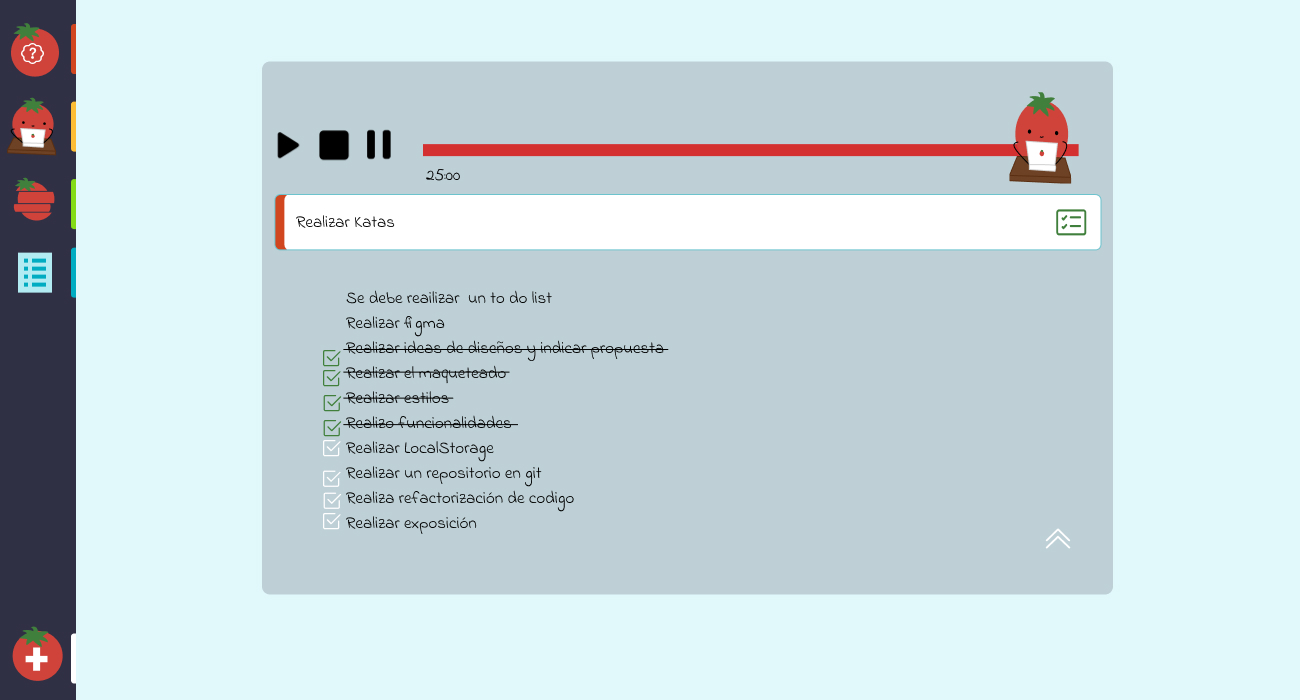 25:00
Realizar Katas
Se debe reailizar un to do list
Realizar figma
Realizar ideas de diseños y indicar propuesta
Realizar el maqueteado
Realizar estilos
Realizo funcionalidades
Realizar LocalStorage
Realizar un repositorio en git
Realiza refactorización de codigo
Realizar exposición